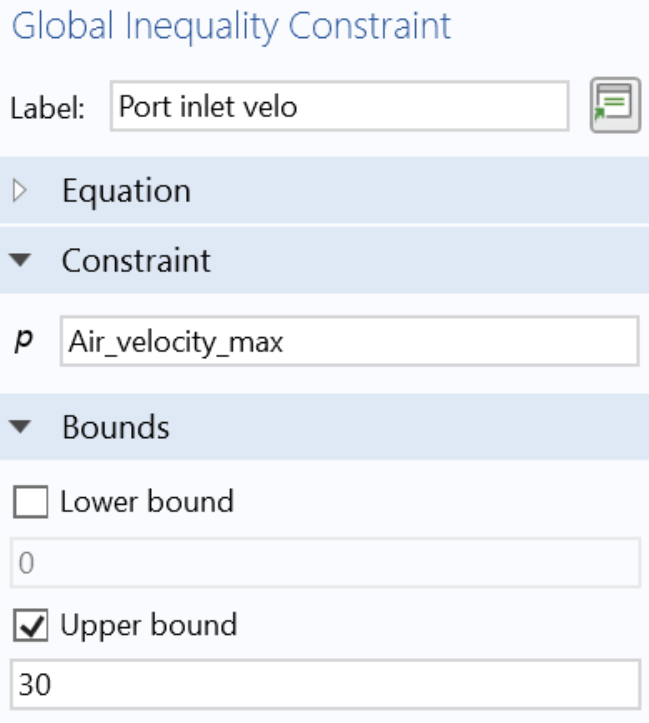 Global Inequality Constraint
Label: Port inlet velo
Equation
Constraint
p Air_velocity_max
Bounds
Lower bound
0
Upper bound
30